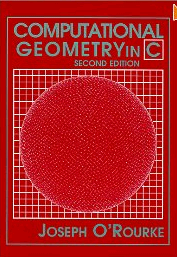 COMPUTATIONAL
GEOMETRY IN C
SECOND EDITION
JOSEPH O'ROURKE